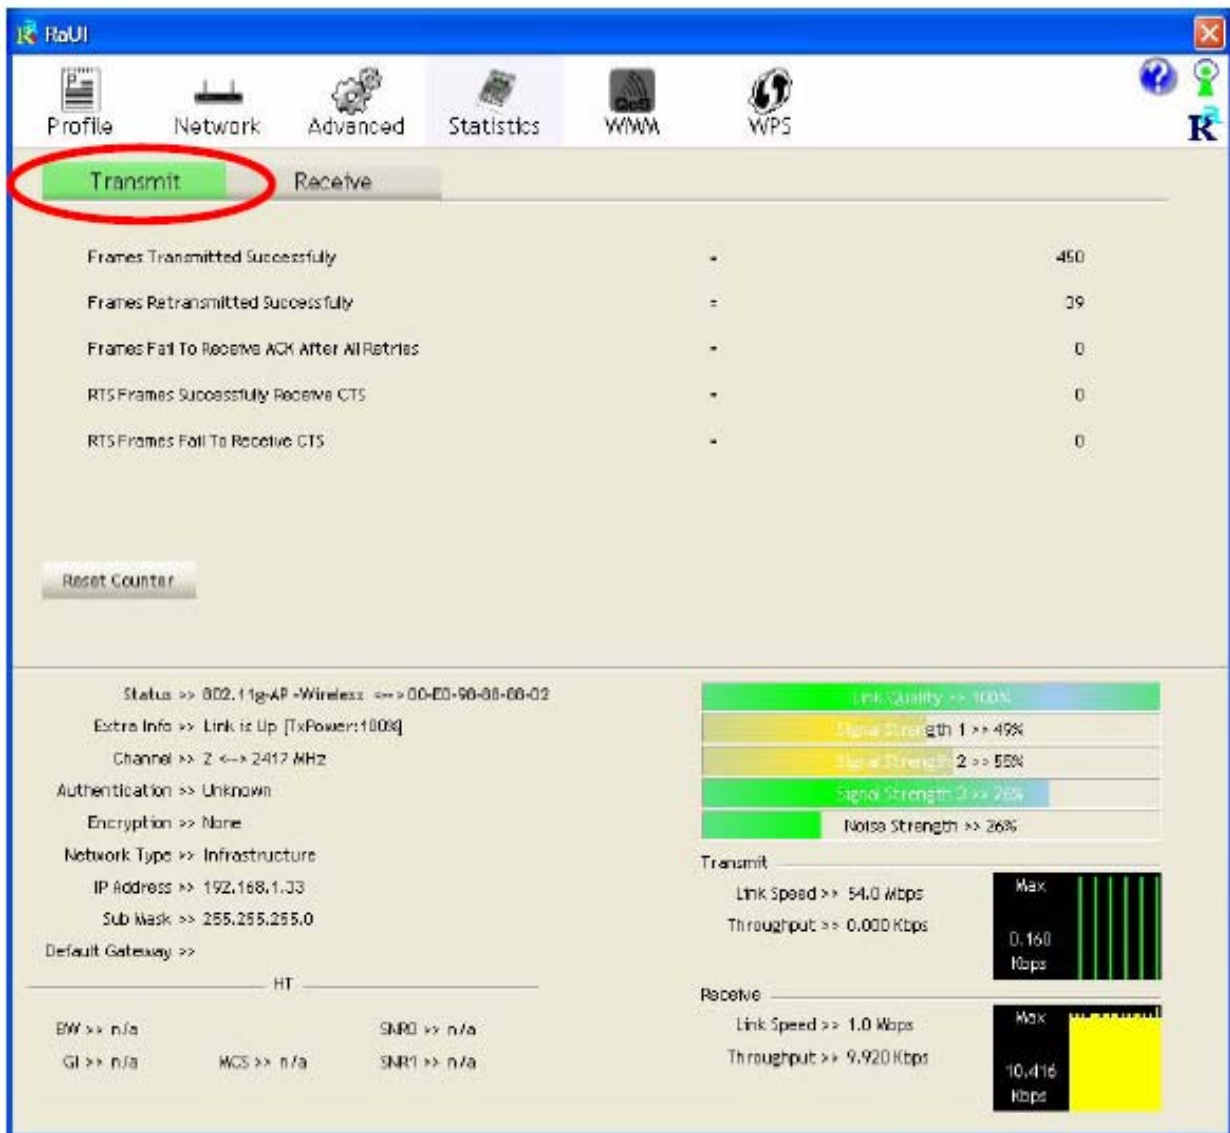 RaUI
Profile Network Advanced Statistics WMM WPS
QoS
Transmit Receive
Frames Transmitted Successfully = 450
Frames Retransmitted Successfully = 39
Frames Fail To Receive ACK After All Retries = 0
RTS Frames Successfully Receive CTS = 0
RTS Frames Fail To Receive CTS = 0
Reset Counter
Status >> 802.11g-AP -Wireless <--> 00-E0-98-88-88-02
Extra Info >> Link is Up [TxPower:100%]
Channel >> 2 <--> 2417 MHz
Authentication >> Unknown
Encryption >> None
Network Type >> Infrastructure
IP Address >> 192.168.1.33
Sub Mask >> 255.255.255.0
Default Gateway >>
HT
BW >> n/a SNR0 >> n/a
GI >> n/a MCS >> n/a SNR1 >> n/a
Link Quality >> 100%
Signal Strength 1 >> 49%
Signal Strength 2 >> 55%
Signal Strength 3 >> 26%
Noise Strength >> 26%
Transmit
Link Speed >> 54.0 Mbps
Throughput >> 0.000 Kbps
Max
0.160
Kbps
Receive
Link Speed >> 1.0 Mbps
Throughput >> 9.920 Kbps
Max
10.416
Kbps